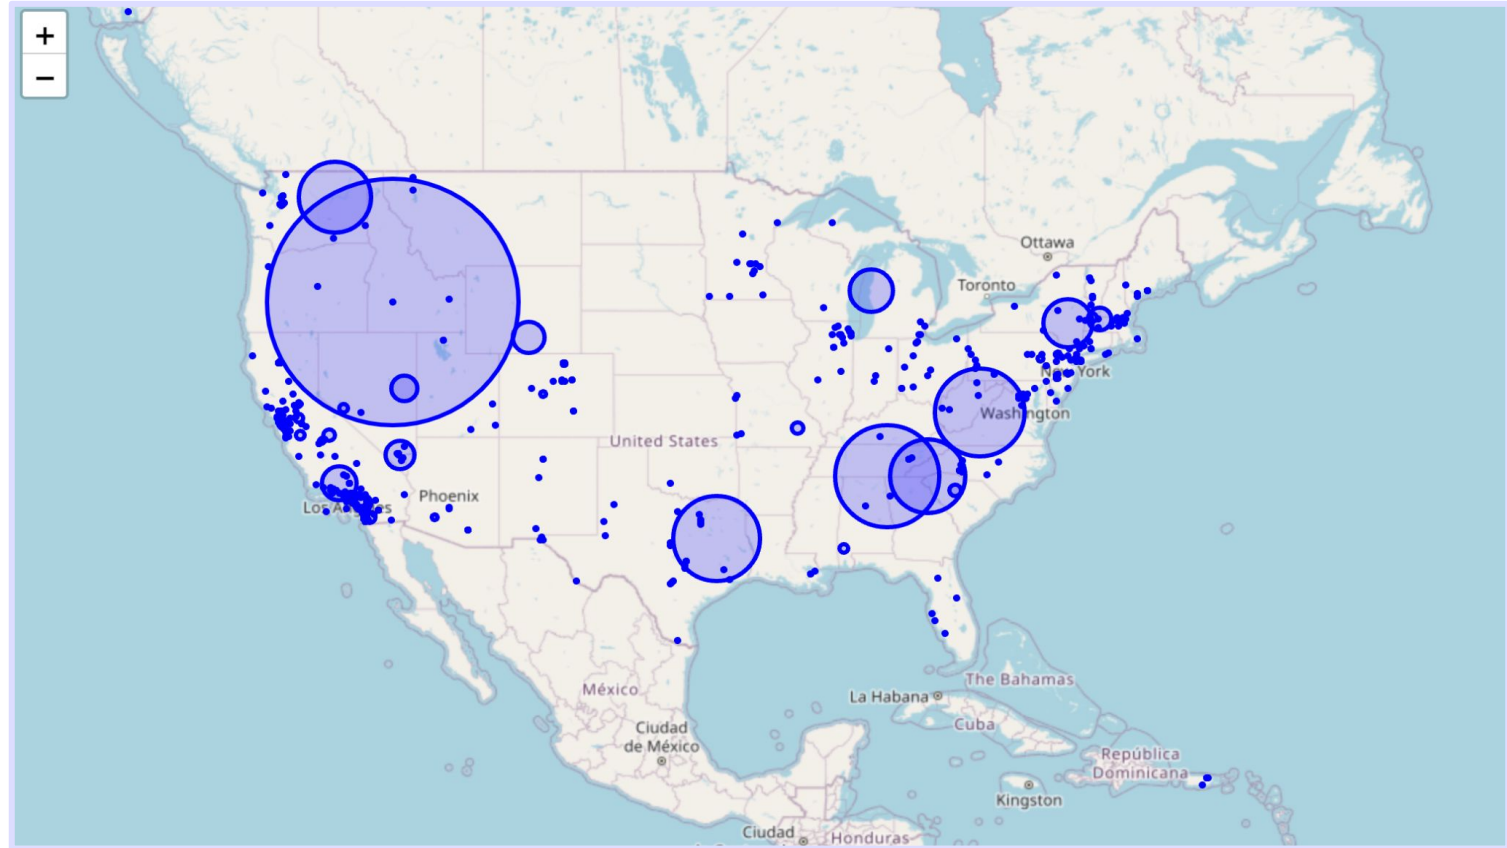 +
−
Ottawa
Toronto
New York
Washington
United States
Phoenix
Los Angeles
México
La Habana
The Bahamas
Cuba
Ciudad
de México
República
Dominicana
Kingston
Ciudad
Honduras